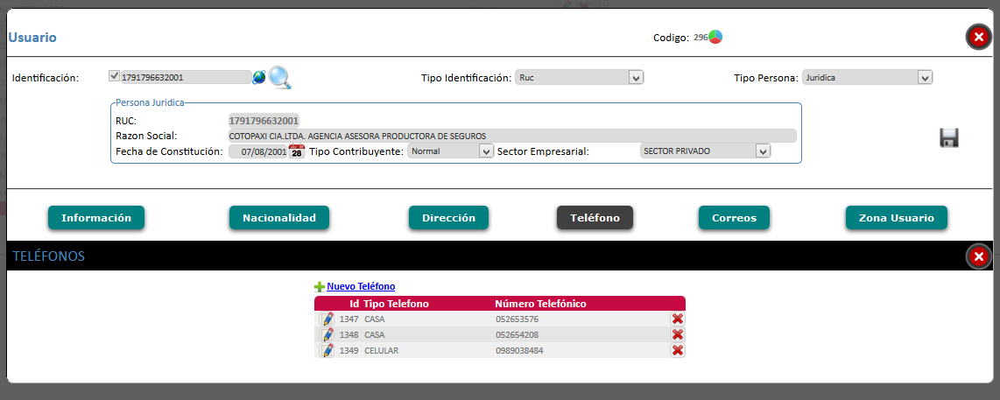 Usuario Codigo: 296
Identificación: 1791796632001 Tipo Identificación: Ruc Tipo Persona: Juridica
Persona Juridica
RUC: 1791796632001
Razon Social: COTOPAXI CIA.LTDA. AGENCIA ASESORA PRODUCTORA DE SEGUROS
Fecha de Constitución: 07/08/2001 28 Tipo Contribuyente: Normal Sector Empresarial: SECTOR PRIVADO
Información Nacionalidad Dirección Teléfono Correos Zona Usuario
TELÉFONOS
Nuevo Teléfono
Id Tipo Telefono Número Telefónico
1347 CASA 052653576
1348 CASA 052654208
1349 CELULAR 0989038484